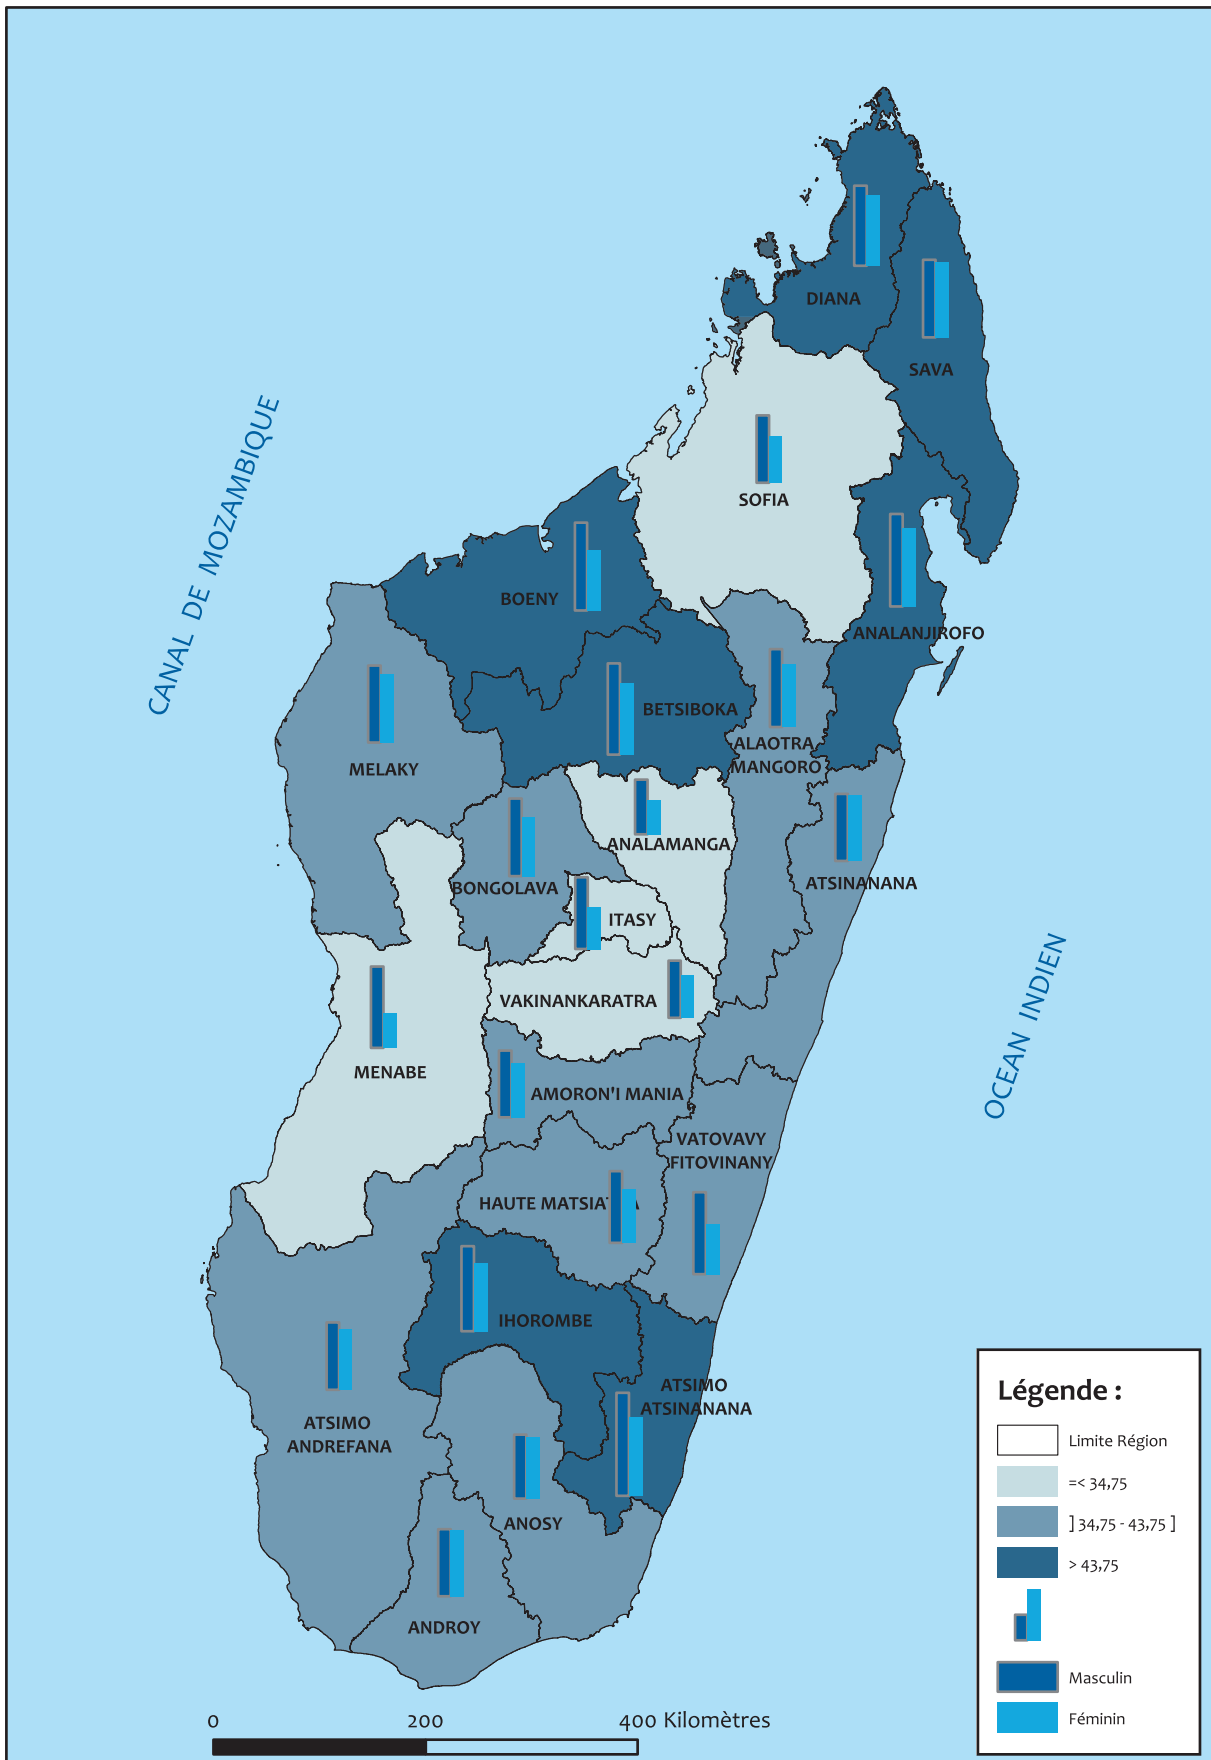 DIANA
SAVA
CANAL DE MOZAMBIQUE
SOFIA
BOENY
ANALANJIROFO
BETSIBOKA
ALAOTRA
MANGORO
MELAKY
ANALAMANGA
BONGOLAVA
ATSINANANA
ITASY
VAKINANKARATRA
OCEAN INDIEN
MENABE
AMORON'I MANIA
VATOVAVY
FITOVINANY
HAUTE MATSIATRA
IHOROMBE
ATSIMO
ATSINANANA
ATSIMO
ANDREFANA
ANOSY
ANDROY
Légende :
Limite Région
=< 34,75
] 34,75 - 43,75 ]
> 43,75
Masculin
Féminin
0 200 400 Kilomètres